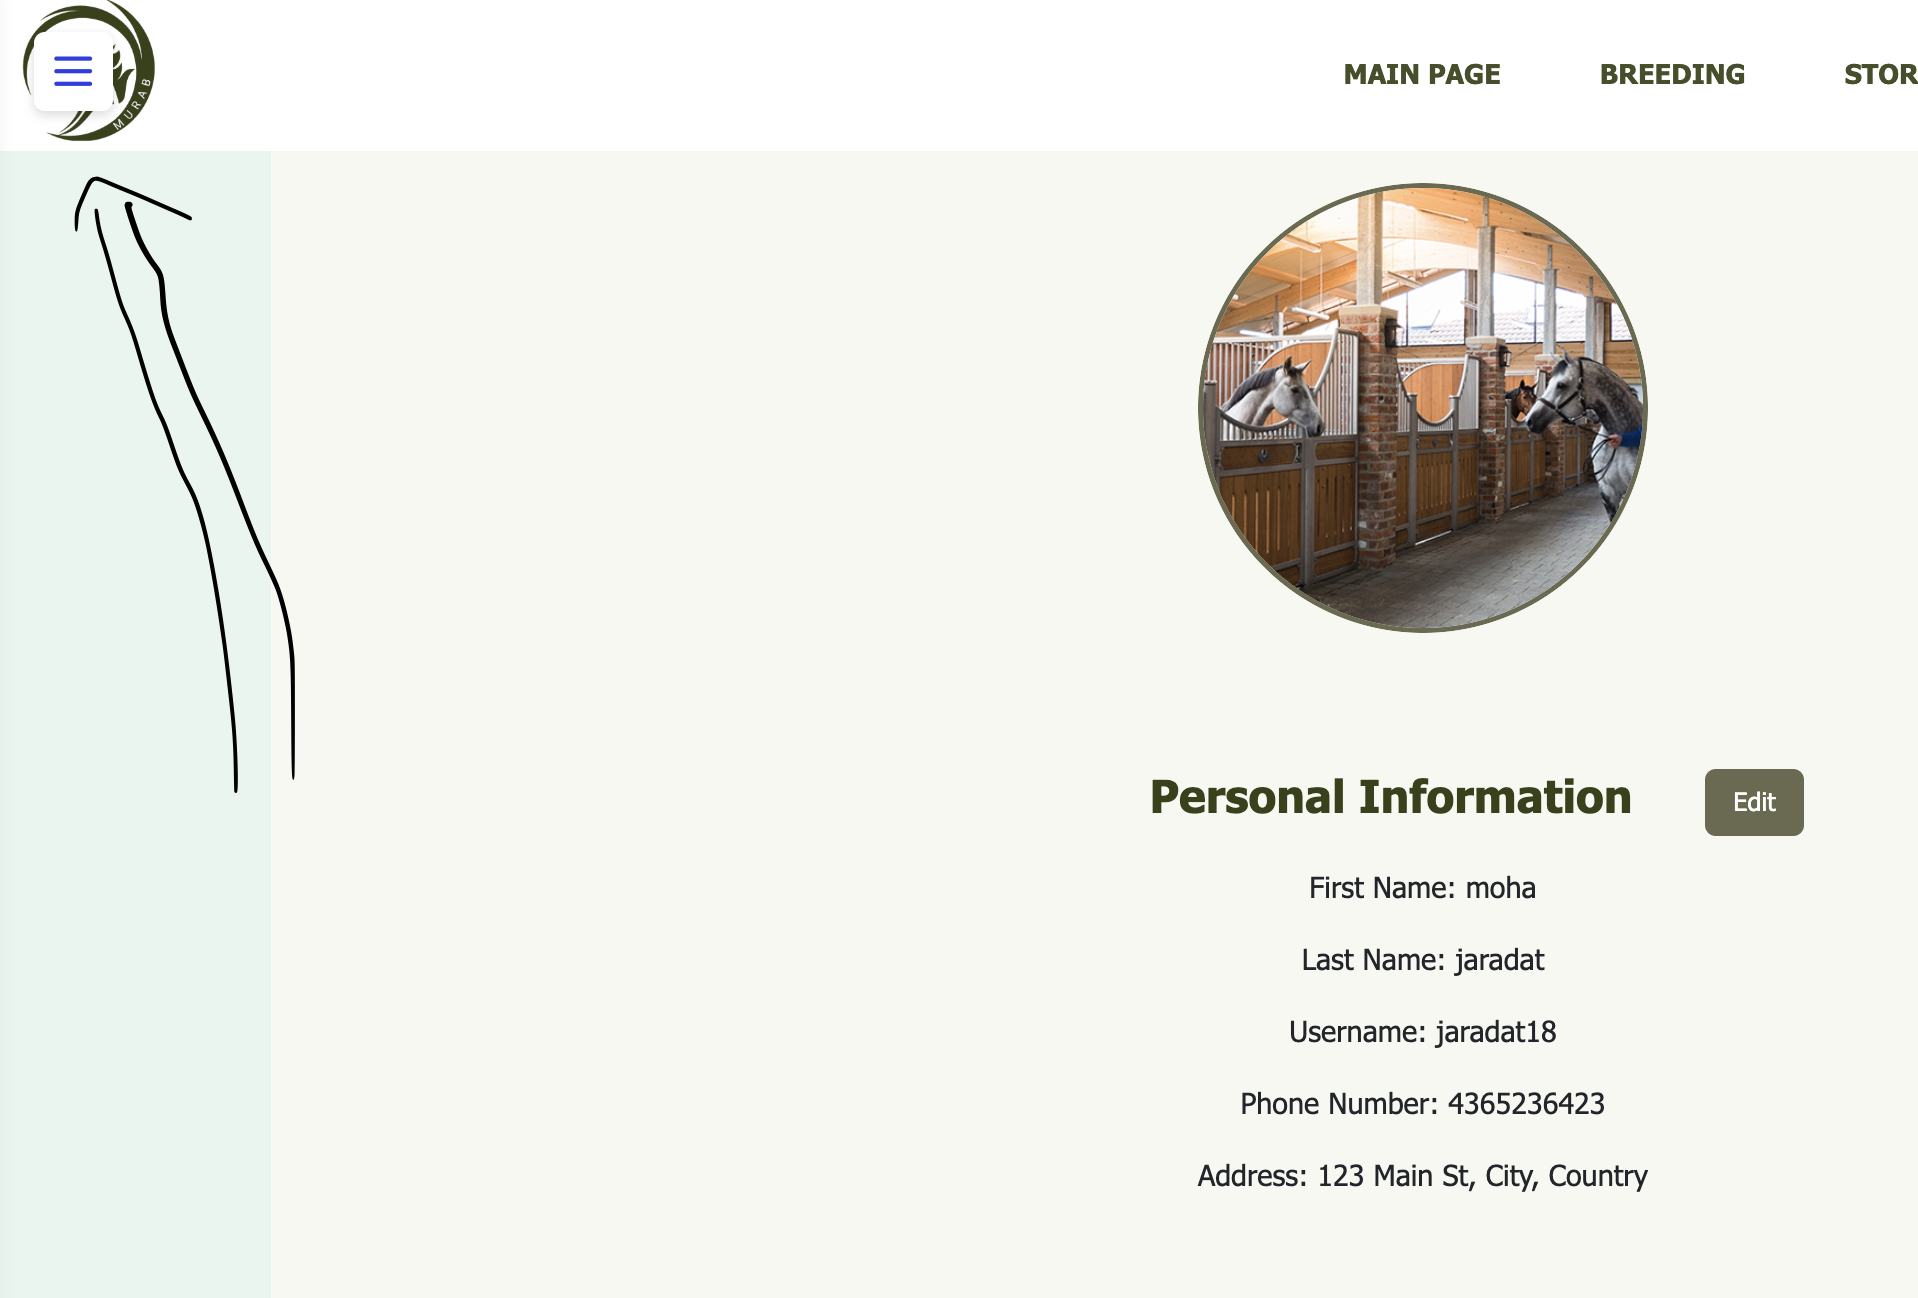 MURAB
MAIN PAGE BREEDING STOR
Personal Information Edit
First Name: moha
Last Name: jaradat
Username: jaradat18
Phone Number: 4365236423
Address: 123 Main St, City, Country